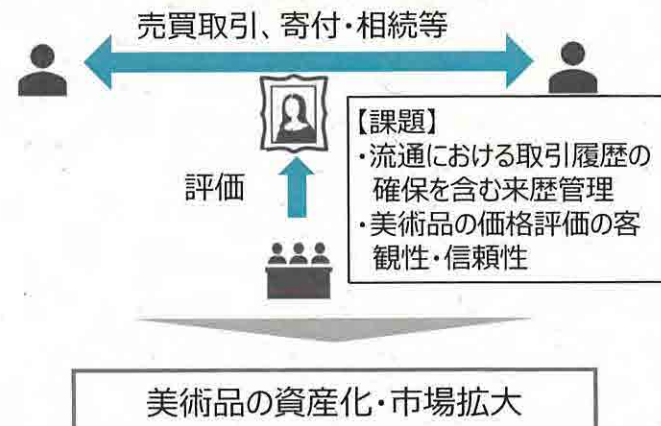 売買取引、寄付・相続等
評価
【課題】
・流通における取引履歴の
確保を含む来歴管理
・美術品の価格評価の客
観性・信頼性
美術品の資産化・市場拡大